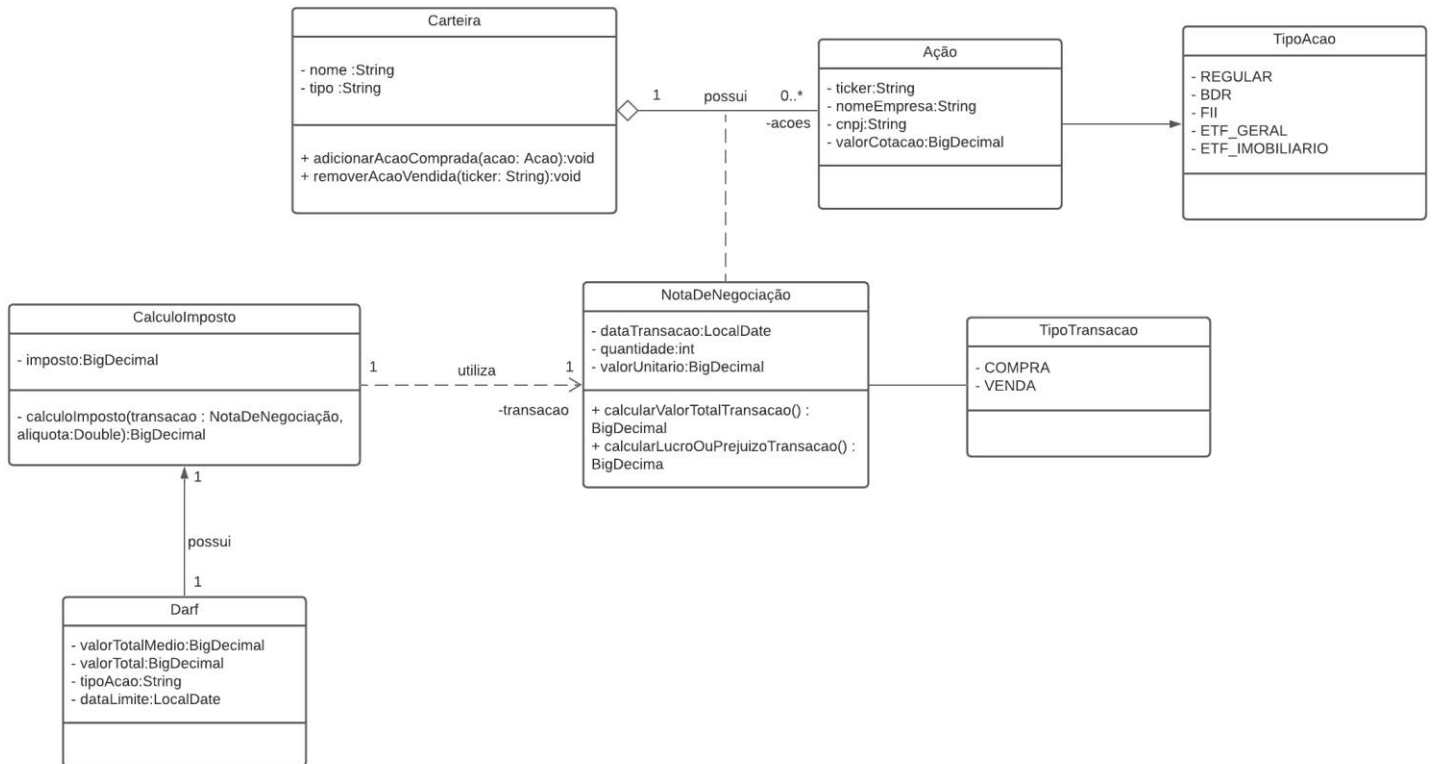 Carteira
- nome :String
- tipo :String
+ adicionarAcaoComprada(acao: Acao):void
+ removerAcaoVendida(ticker: String):void
1
possui
0..*
-acoes
Ação
- ticker:String
- nomeEmpresa:String
- cnpj:String
- valorCotacao:BigDecimal
TipoAcao
- REGULAR
- BDR
- FII
- ETF_GERAL
- ETF_IMOBILIARIO
CalculoImposto
- imposto:BigDecimal
- calculoImposto(transacao : NotaDeNegociação,
aliquota:Double):BigDecimal
1
utiliza
1
-transacao
NotaDeNegociação
- dataTransacao:LocalDate
- quantidade:int
- valorUnitario:BigDecimal
+ calcularValorTotalTransacao() :
BigDecimal
+ calcularLucroOuPrejuizoTransacao() :
BigDecima
TipoTransacao
- COMPRA
- VENDA
1
possui
1
Darf
- valorTotalMedio:BigDecimal
- valorTotal:BigDecimal
- tipoAcao:String
- dataLimite:LocalDate